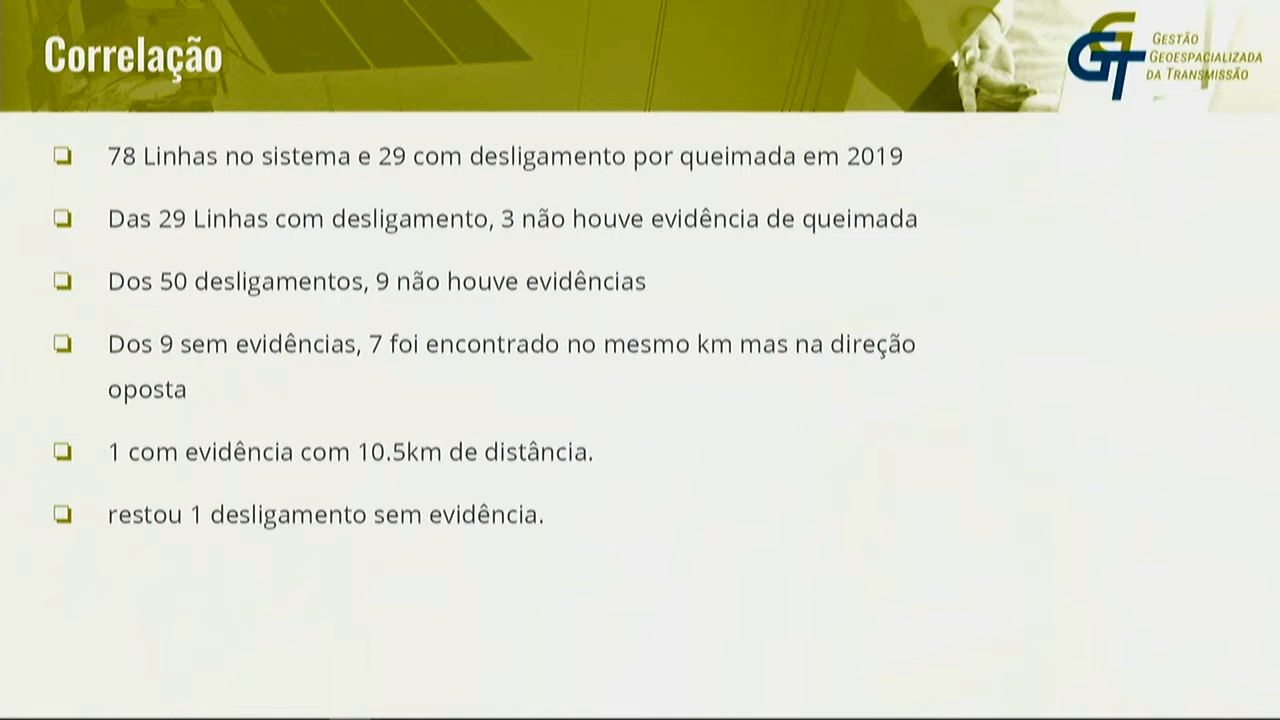 Correlação
GESTÃO
GEOESPACIALIZADA
DA TRANSMISSÃO
78 Linhas no sistema e 29 com desligamento por queimada em 2019
Das 29 Linhas com desligamento, 3 não houve evidência de queimada
Dos 50 desligamentos, 9 não houve evidências
Dos 9 sem evidências, 7 foi encontrado no mesmo km mas na direção
oposta
1 com evidência com 10.5km de distância.
restou 1 desligamento sem evidência.